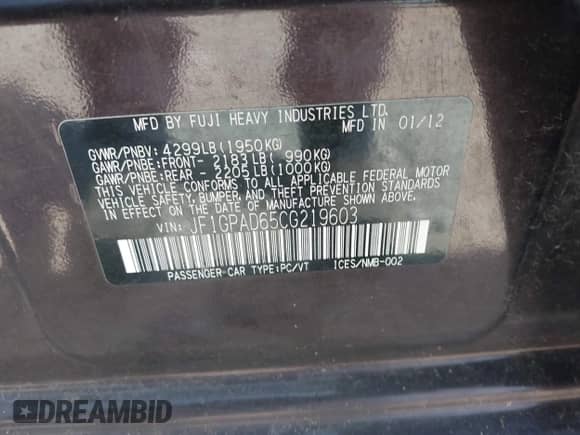 MFD BY FUJI HEAVY INDUSTRIES LTD.
MFD IN 01/12
GVWR/PNBV: 4299LB(1950KG)
GAWR/PNBE:FRONT- 2183LB( 990KG)
GAWR/PNBE:REAR - 2205LB(1000KG)
THIS VEHICLE CONFORMS TO ALL APPLICABLE FEDERAL MOTOR
VEHICLE SAFETY, BUMPER, AND THEFT PREVENTION STANDARDS
IN EFFECT ON THE DATE OF MANUFACTURE SHOWN ABOVE.
VIN: JF1GPAD65CG219603
PASSENGER-CAR TYPE:PC/VT ICES/NMB-002
DREAMBID